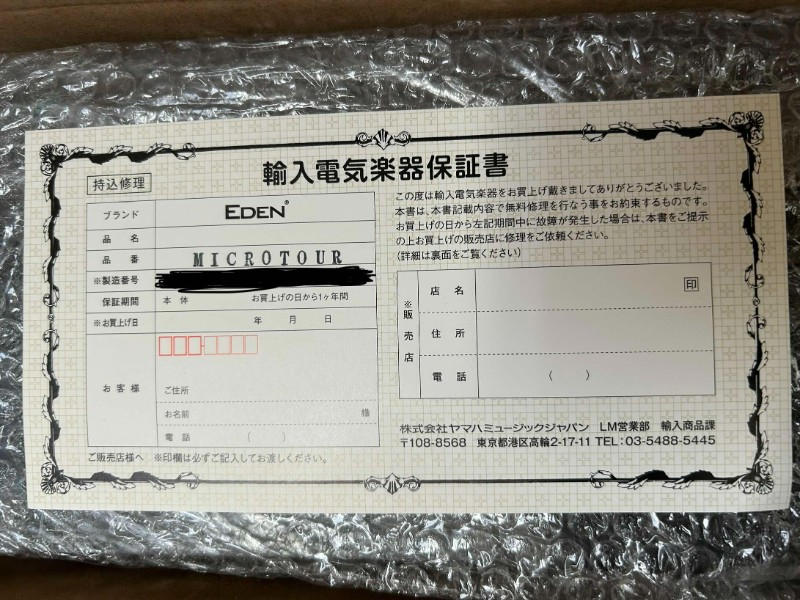 輸入電気楽器保証書
持込修理
ブランド EDEN®
品名
品番 MICROTOUR
※製造番号
保証期間 本体 お買上げの日から1ヶ年間
※お買上げ日 年 月 日
お客様
ご住所
お名前 様
電話 ( )
ご販売店様へ ※印欄は必ずご記入してお渡しください。
この度は輸入電気楽器をお買上げ戴きましてありがとうございました。
本書は、本書記載内容で無料修理を行なう事をお約束するものです。
お買上げの日から左記期間中に故障が発生した場合は、本書をご提示
の上お買上げの販売店に修理をご依頼ください。
(詳細は裏面をご覧ください)
※販売店
店名 印
住所
電話 ( )
株式会社ヤマハミュージックジャパン LM営業部 輸入商品課
〒108-8568 東京都港区高輪2-17-11 TEL:03-5488-5445